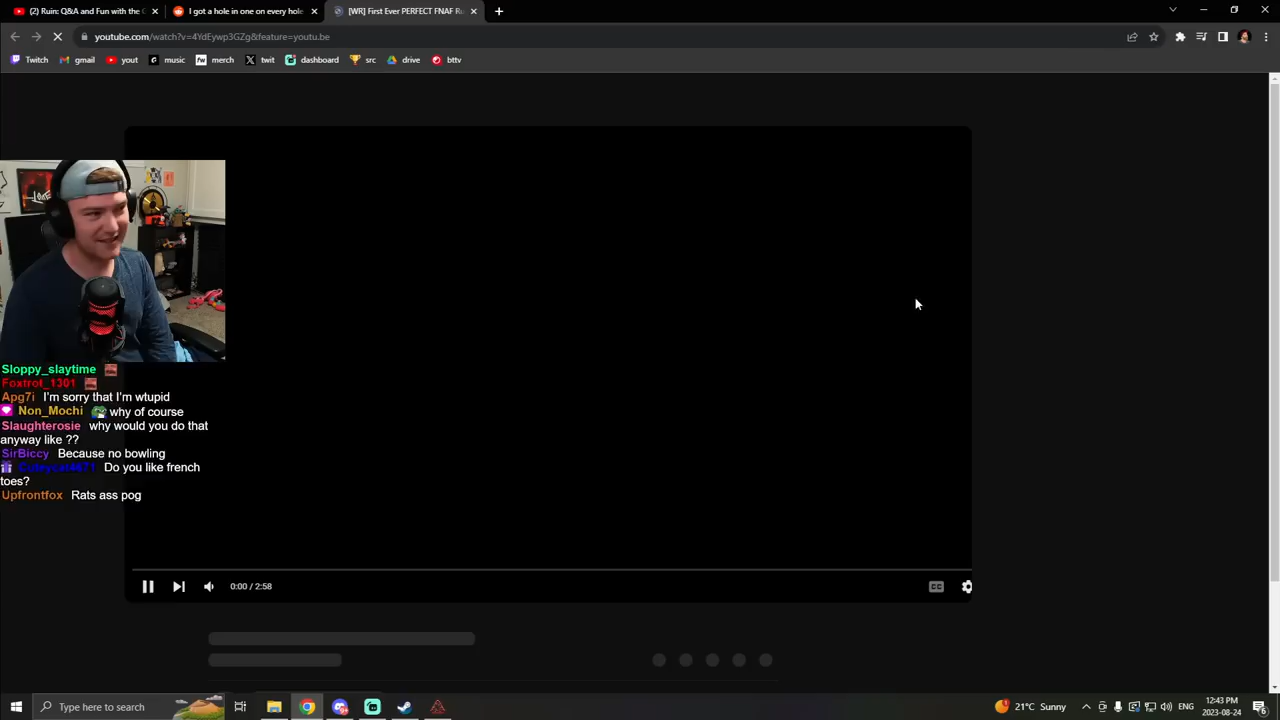 (2) Ruin: Q&A and Fun with the
I got a hole in one on every hole
[WR] First Ever PERFECT FNAF Ru
youtube.com/watch?v=4YdEywp3GZg&feature=youtu.be
Twitch
gmail
yout
music
merch
twit
dashboard
src
drive
bttv
Sloppy_slaytime
Foxtrot_1301
Apg7i I'm sorry that I'm wtupid
Non_Mochi why of course
Slaughterosie why would you do that
anyway like ??
SirBiccy Because no bowling
Do you like french
toes?
Upfrontfox Rats ass pog
0:00 / 2:58
CC
Type here to search
21°C Sunny
ENG
12:43 PM
2023-08-24
6